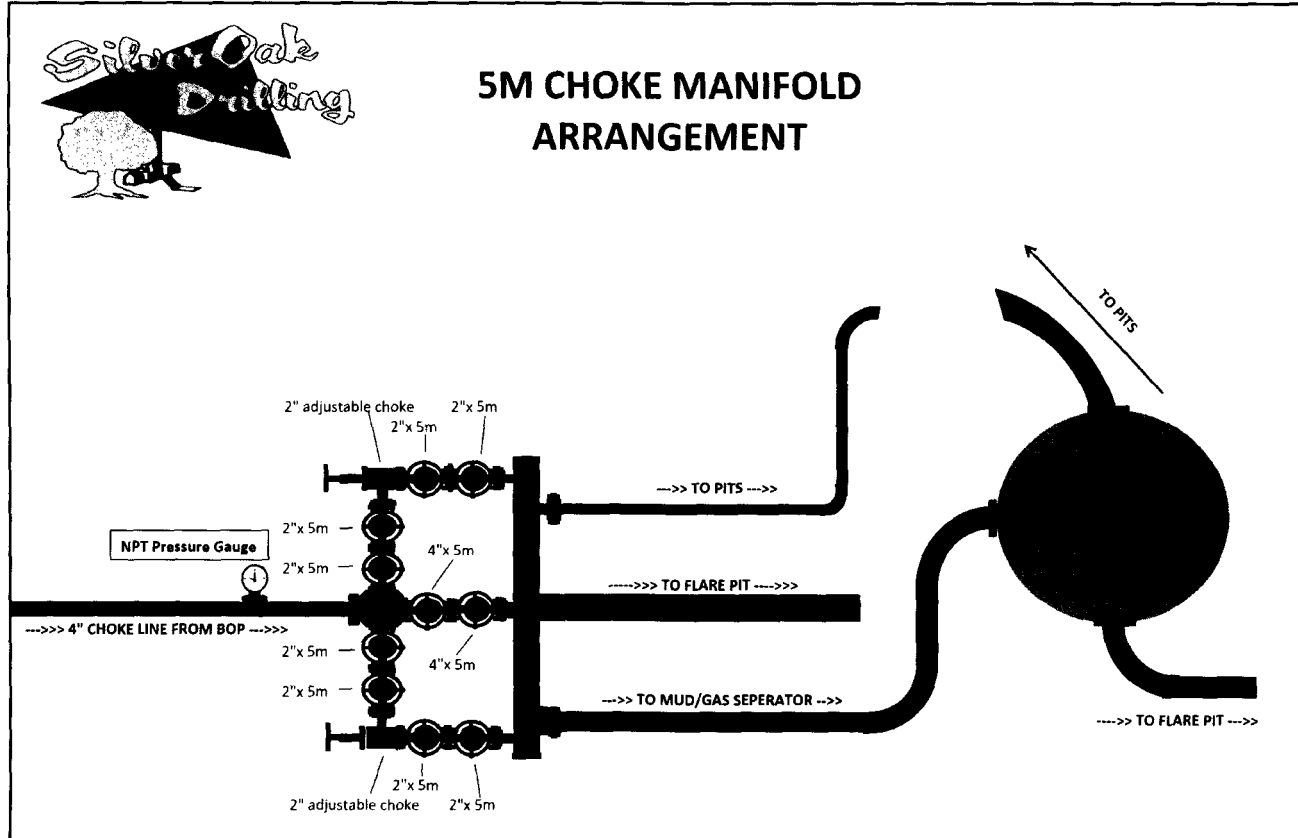 Silver Oak
Drilling
5M CHOKE MANIFOLD
ARRANGEMENT
TO PITS
2" adjustable choke
2"x 5m
2"x 5m
--->> TO PITS --->>
2"x 5m
NPT Pressure Gauge
4"x 5m
2"x 5m
----->>> TO FLARE PIT ---->>>
--->>> 4" CHOKE LINE FROM BOP --->>>
2"x 5m
4"x 5m
2"x 5m
--->> TO MUD/GAS SEPERATOR -->>
---->> TO FLARE PIT --->>
2"x 5m
2" adjustable choke
2"x 5m